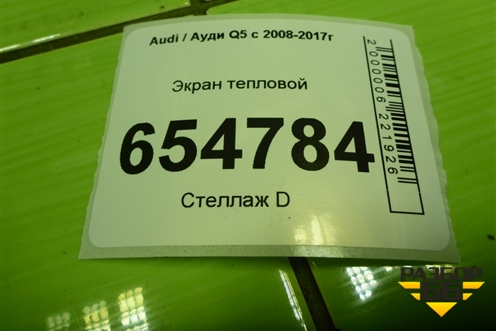 Audi / Ауди Q5 с 2008-2017г
Экран тепловой
654784
Стеллаж D
2000006221926
РАЗБОР